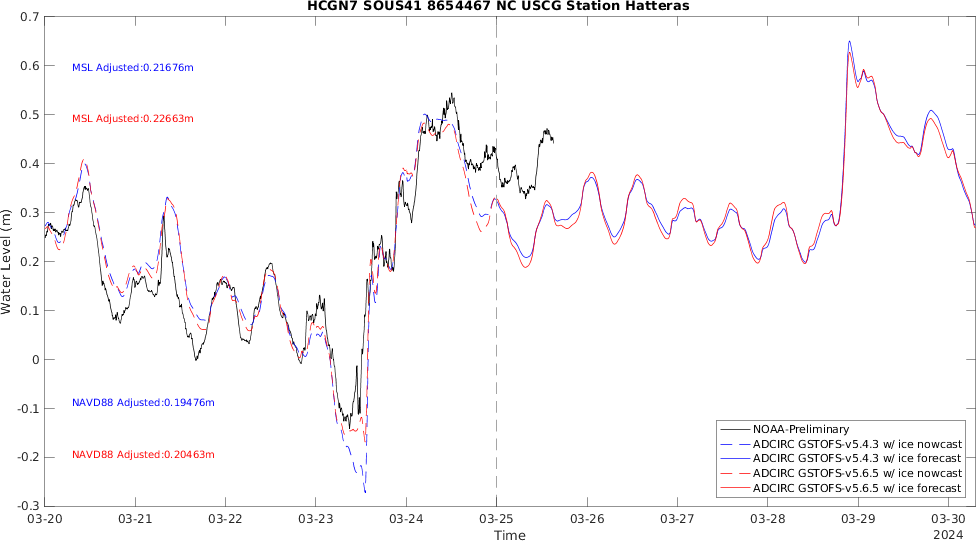 HCGN7 SOUS41 8654467 NC USCG Station Hatteras
0.7
0.6
0.5
0.4
0.3
0.2
0.1
0
-0.1
-0.2
-0.3
Water Level (m)
MSL Adjusted:0.21676m
MSL Adjusted:0.22663m
NAVD88 Adjusted:0.19476m
NAVD88 Adjusted:0.20463m
NOAA-Preliminary
ADCIRC GSTOFS-v5.4.3 w/ ice nowcast
ADCIRC GSTOFS-v5.4.3 w/ ice forecast
ADCIRC GSTOFS-v5.6.5 w/ ice nowcast
ADCIRC GSTOFS-v5.6.5 w/ ice forecast
03-20 03-21 03-22 03-23 03-24 03-25 03-26 03-27 03-28 03-29 03-30
Time
2024